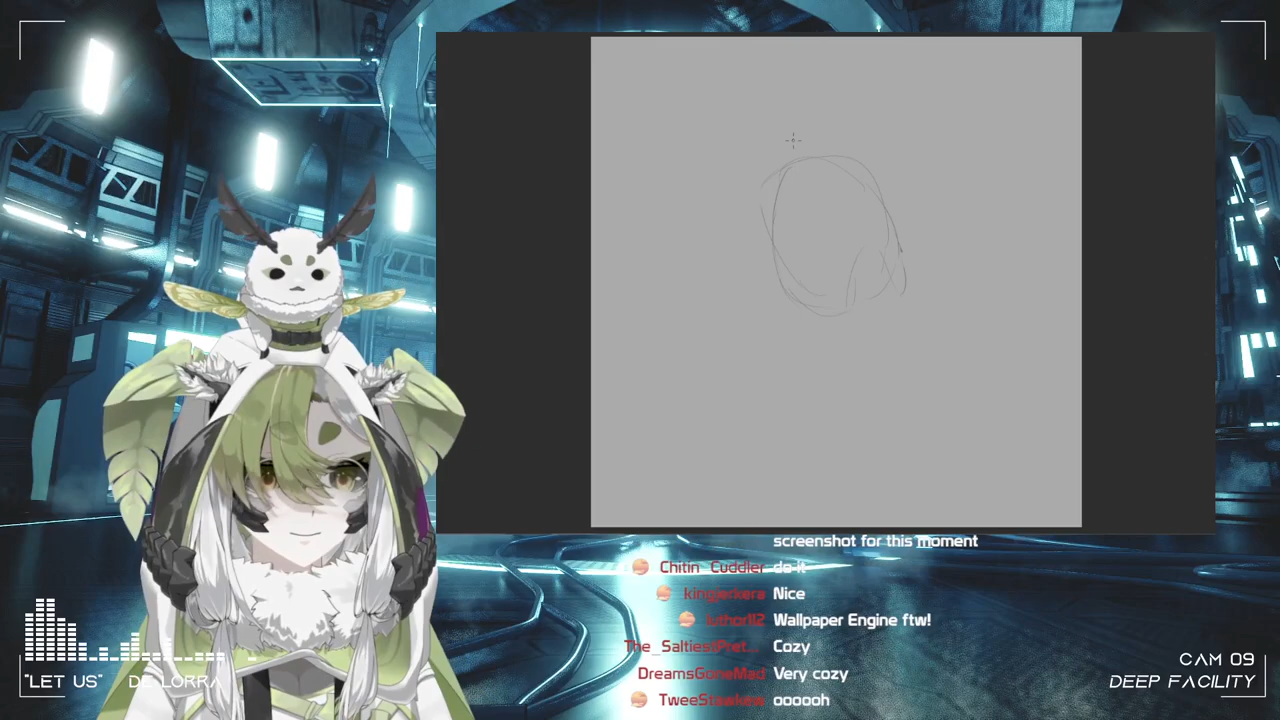 screenshot for this moment
Chitin_Cuddler do it
kingjerkera Nice
luthor112 Wallpaper Engine ftw!
The_SaltiestPret... Cozy
DreamsGoneMad Very cozy
oooooh
"LET US" DE LORRA
CAM 09
DEEP FACILITY